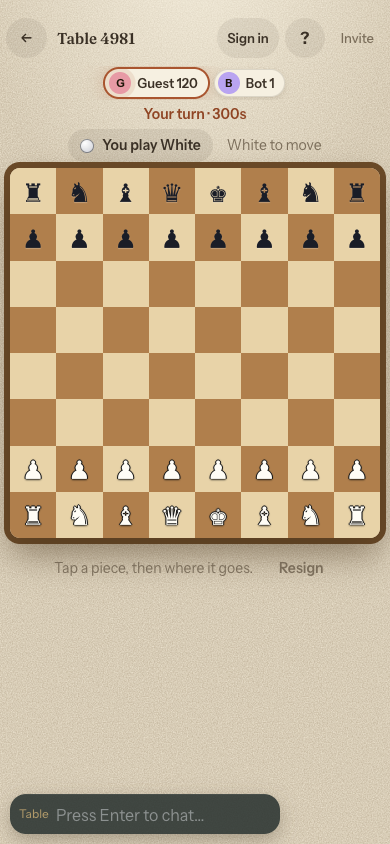 ← Table 4981 Sign in ? Invite
G Guest 120 B Bot 1
Your turn · 300s
You play White White to move
Tap a piece, then where it goes. Resign
Table Press Enter to chat...